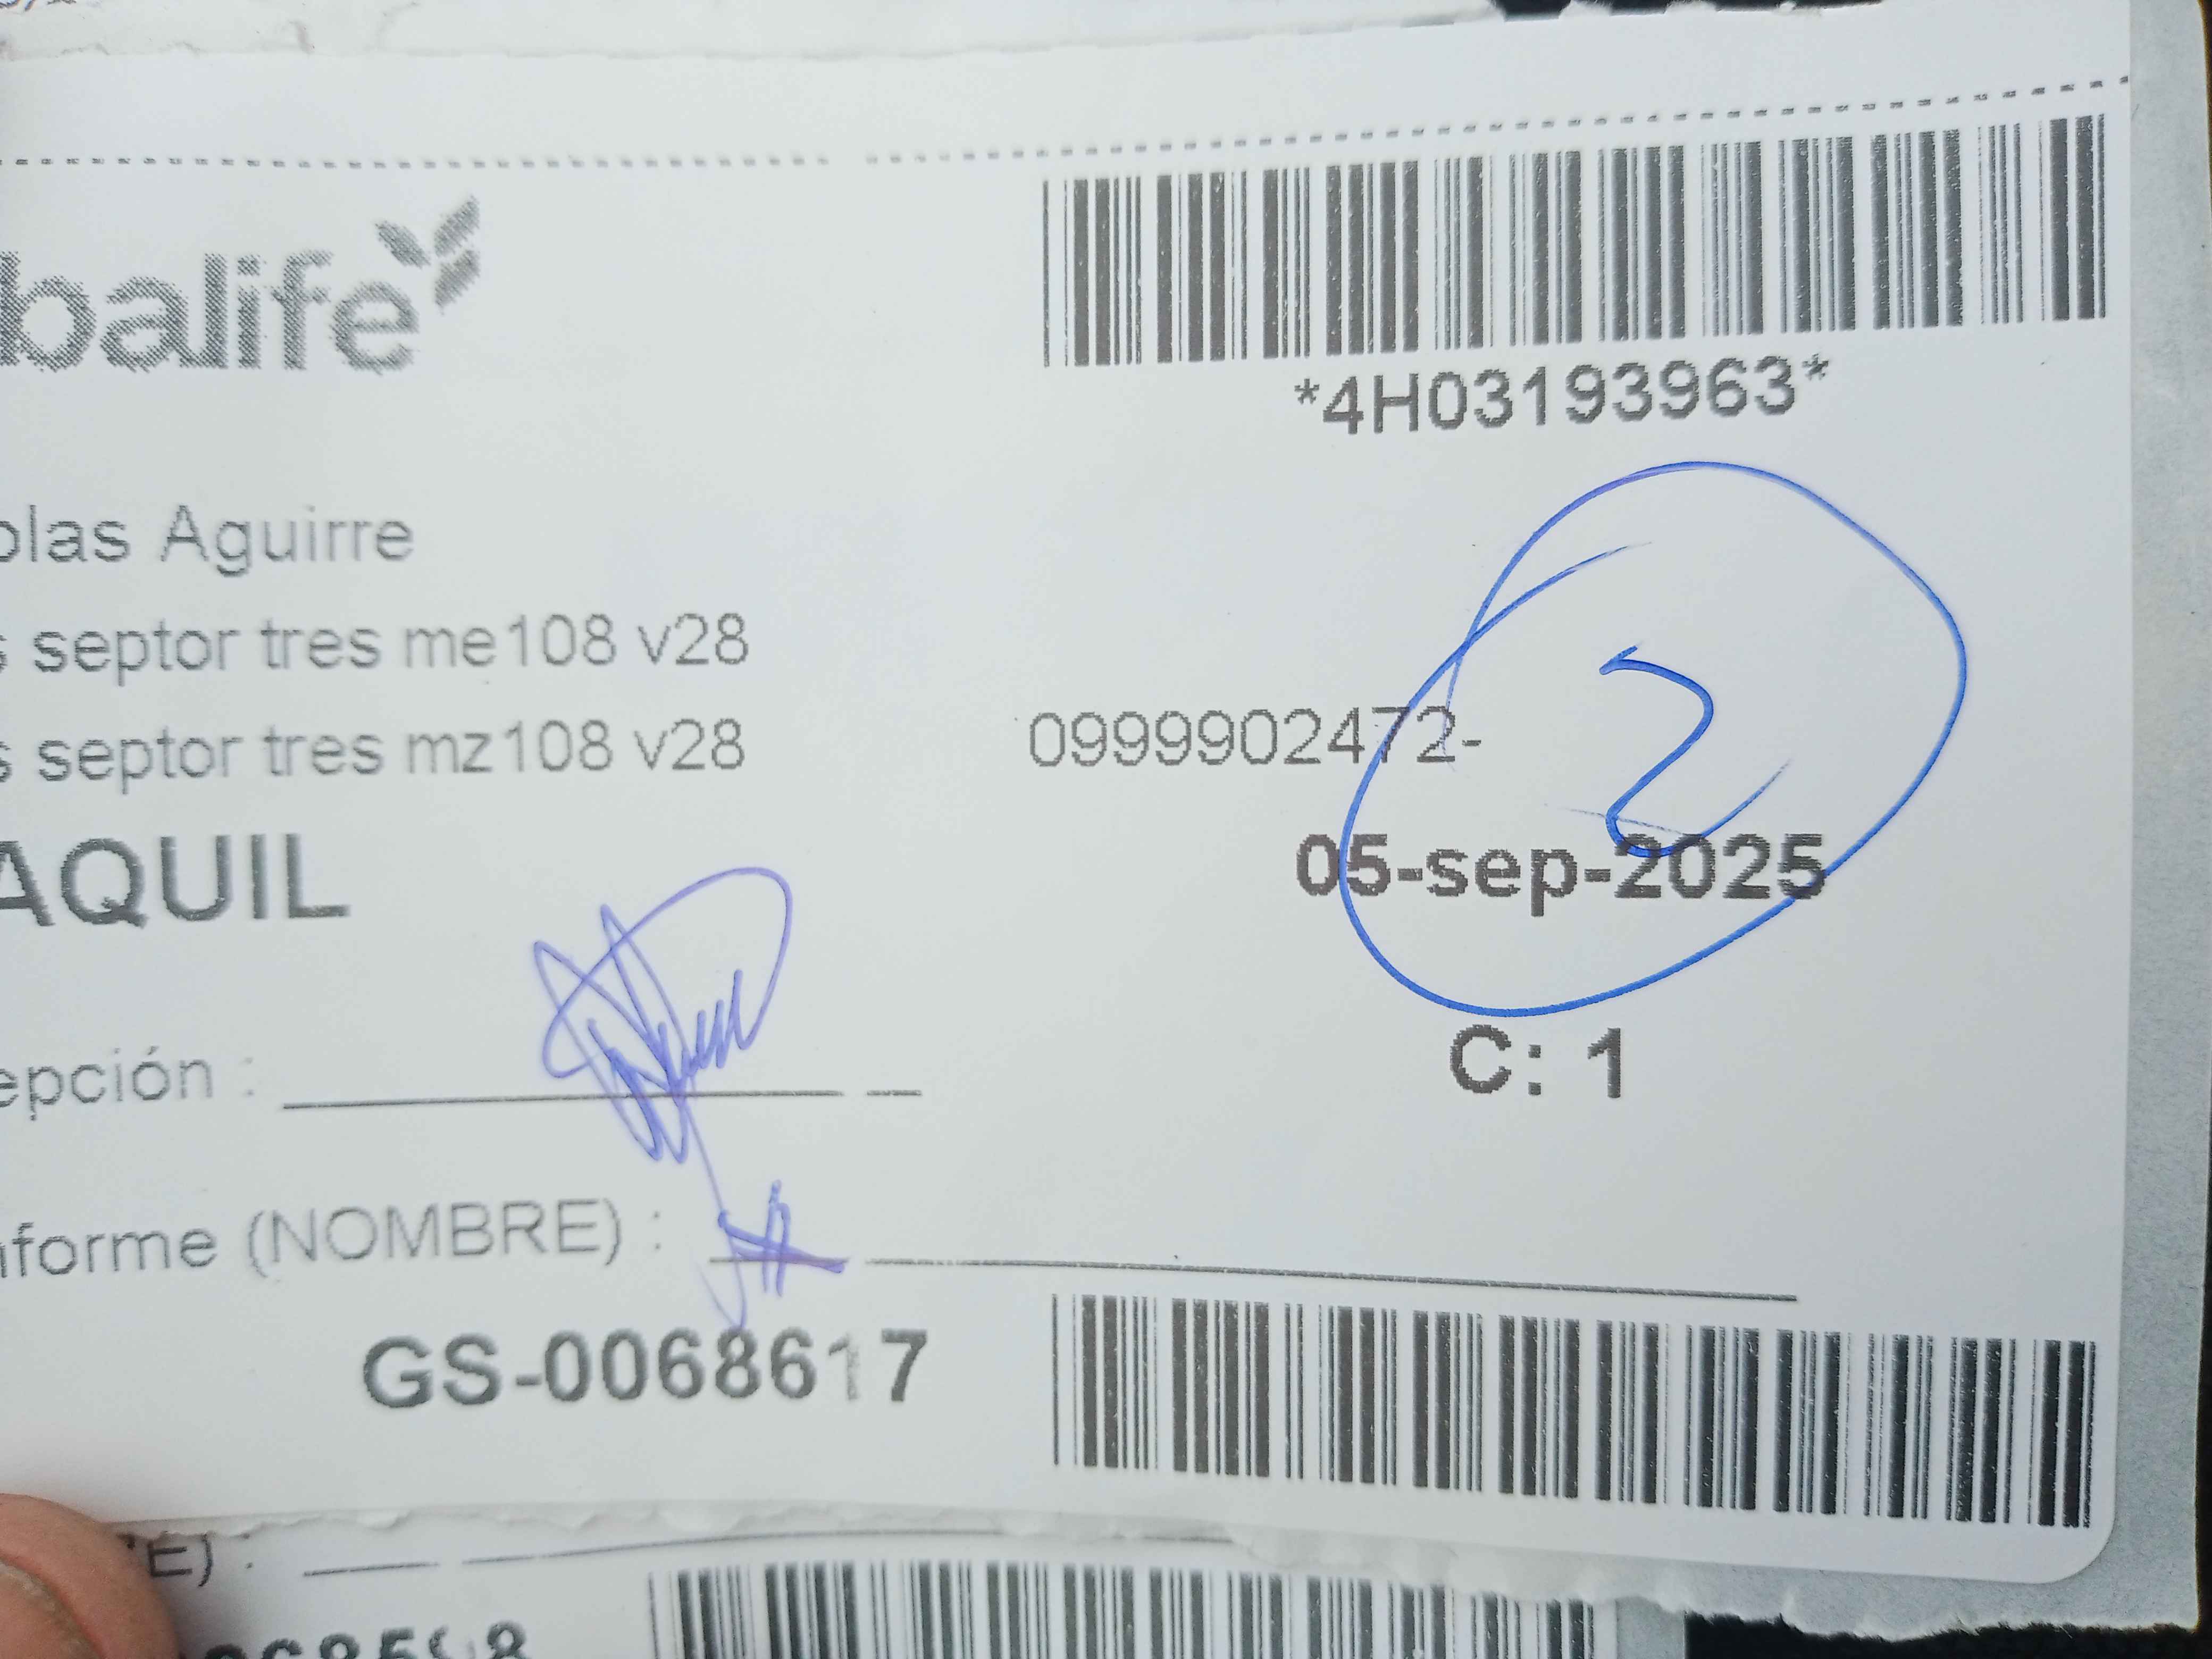 balife
*4H03193963*
olas Aguirre
s septor tres me108 v28
s septor tres mz108 v28
0999902472-
2
AQUIL
05-sep-2025
C: 1
epción :
nforme (NOMBRE) :
GS-0068617
E) :